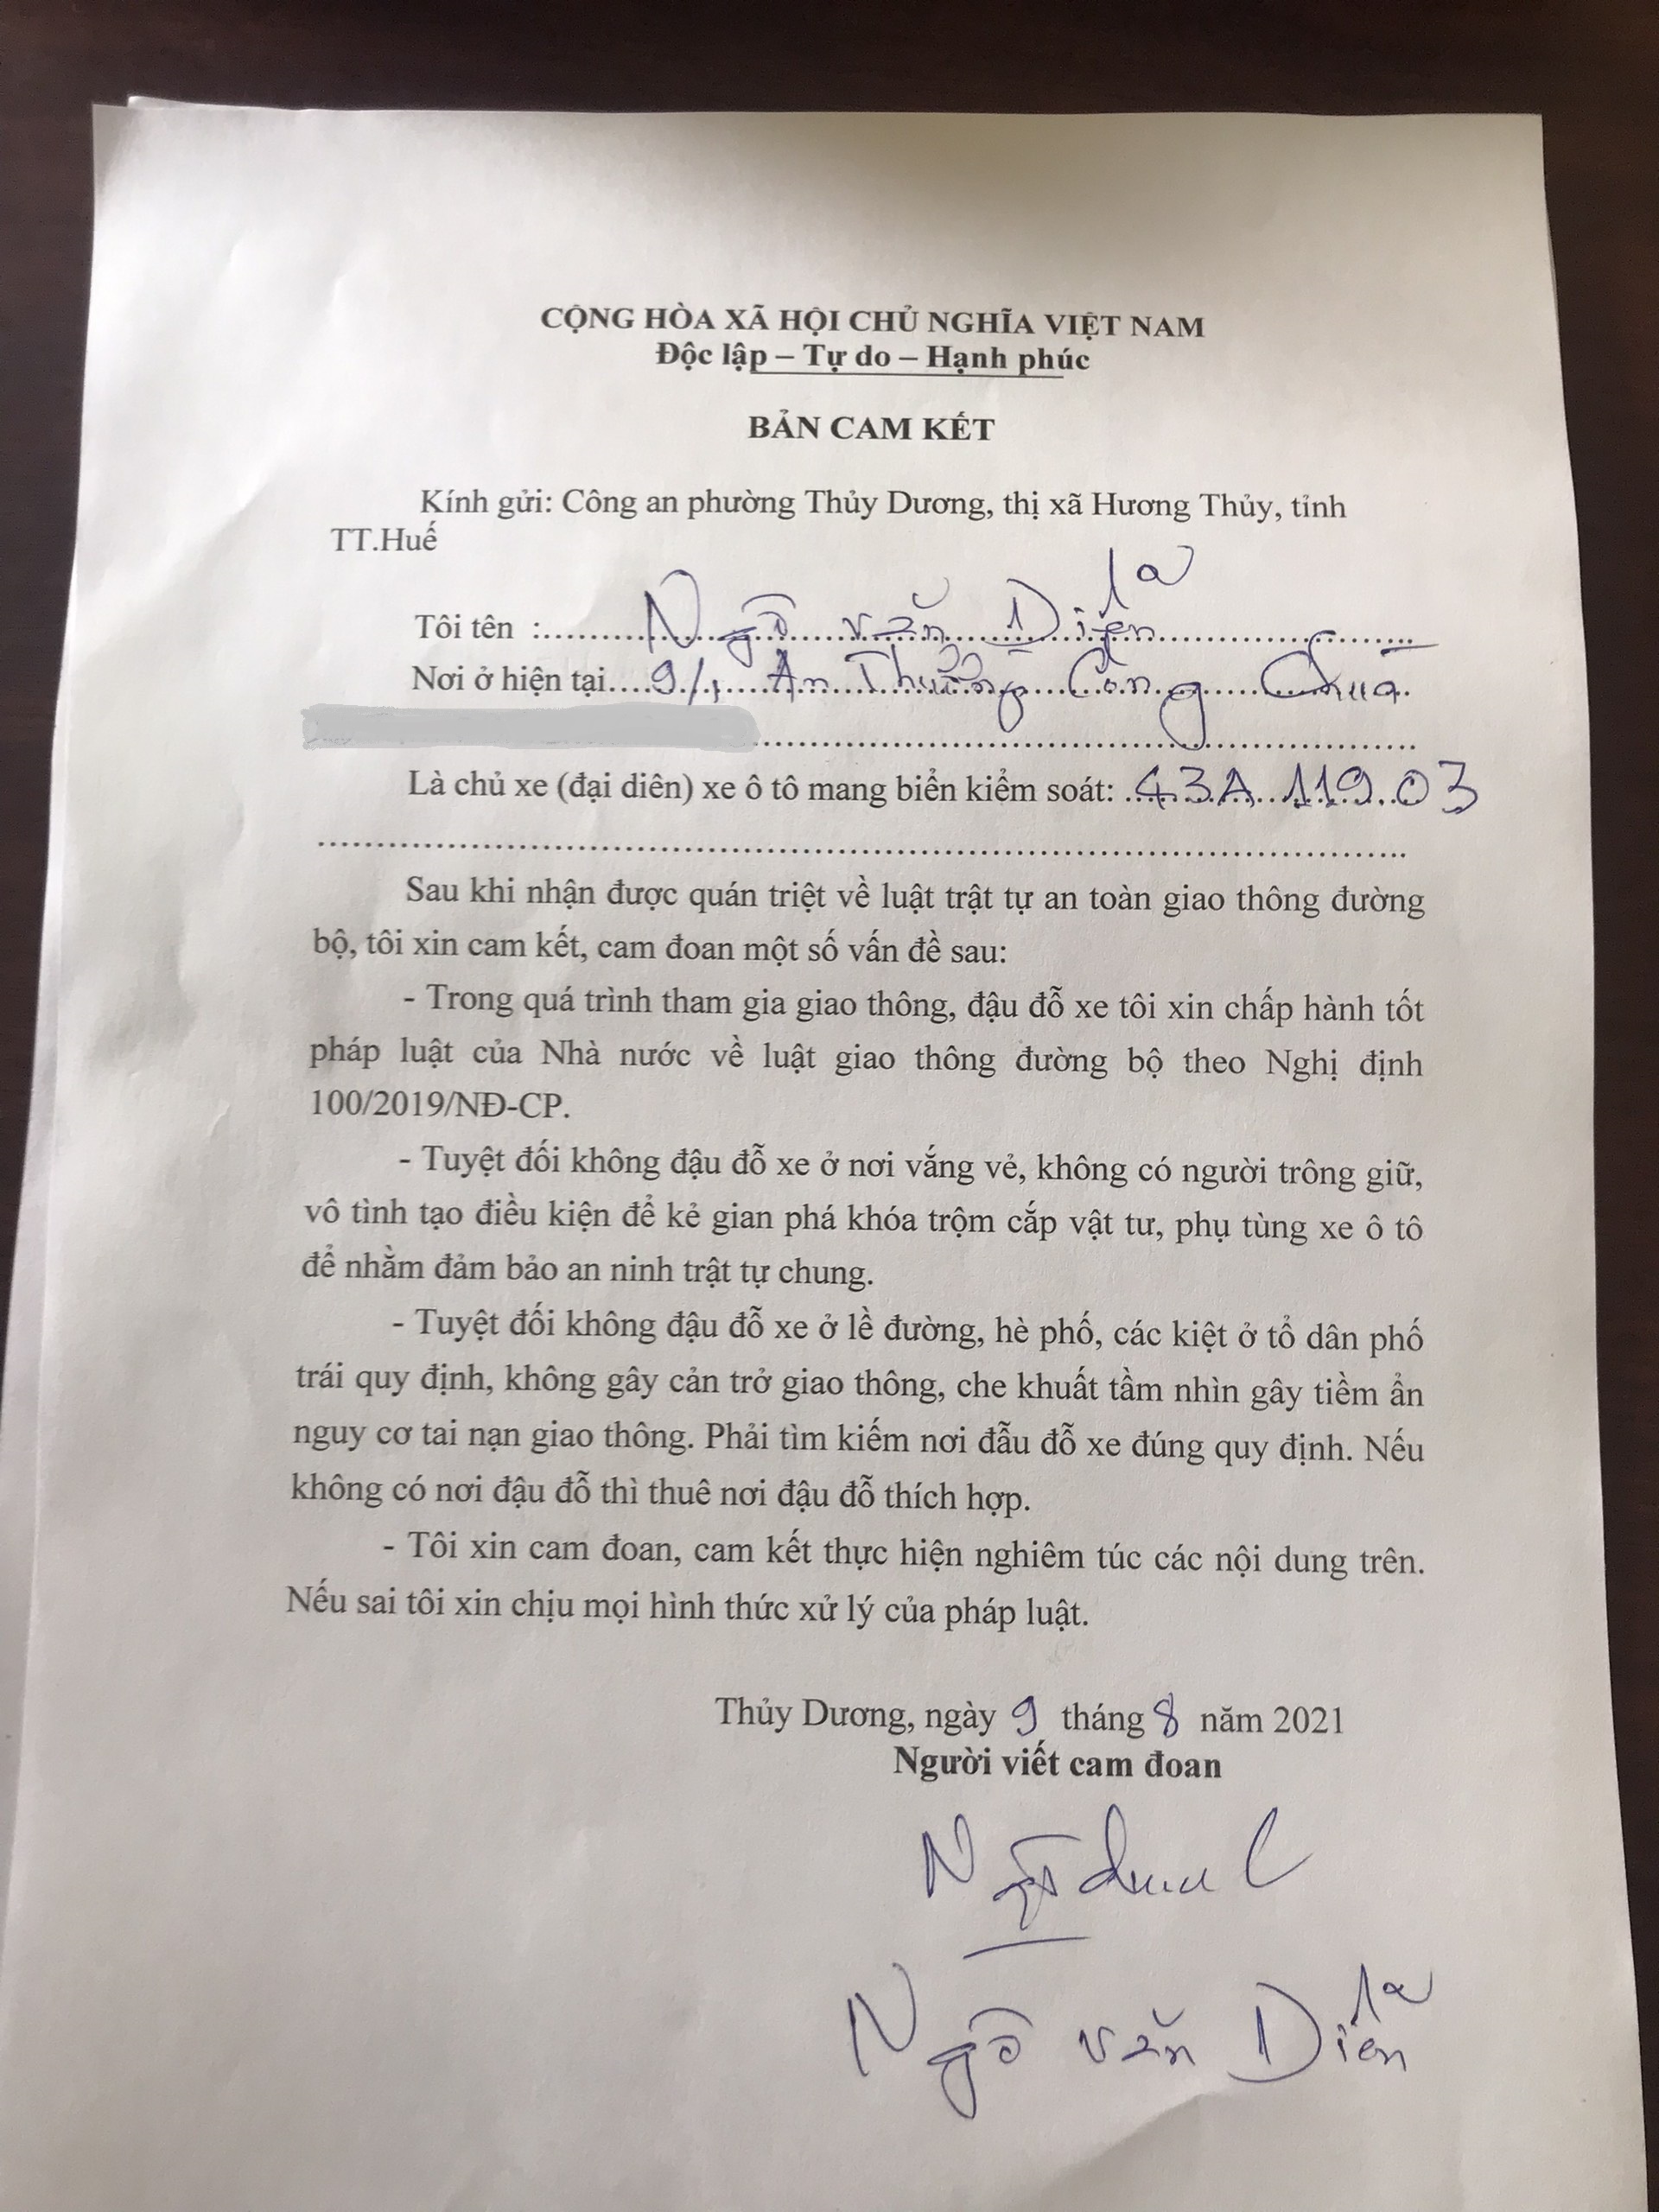 CỘNG HÒA XÃ HỘI CHỦ NGHĨA VIỆT NAM
Độc lập – Tự do – Hạnh phúc
BẢN CAM KẾT
Kính gửi: Công an phường Thủy Dương, thị xã Hương Thủy, tỉnh
TT.Huế
Tôi tên :.......... Ngô văn Diễn ..........
Nơi ở hiện tại.... 9/1 An Thường Công Chúa
Là chủ xe (đại diên) xe ô tô mang biển kiểm soát: 43A 119.03
Sau khi nhận được quán triệt về luật trật tự an toàn giao thông đường
bộ, tôi xin cam kết, cam đoan một số vấn đề sau:
- Trong quá trình tham gia giao thông, đậu đỗ xe tôi xin chấp hành tốt
pháp luật của Nhà nước về luật giao thông đường bộ theo Nghị định
100/2019/NĐ-CP.
- Tuyệt đối không đậu đỗ xe ở nơi vắng vẻ, không có người trông giữ,
vô tình tạo điều kiện để kẻ gian phá khóa trộm cắp vật tư, phụ tùng xe ô tô
để nhằm đảm bảo an ninh trật tự chung.
- Tuyệt đối không đậu đỗ xe ở lề đường, hè phố, các kiệt ở tổ dân phố
trái quy định, không gây cản trở giao thông, che khuất tầm nhìn gây tiềm ẩn
nguy cơ tai nạn giao thông. Phải tìm kiếm nơi đẫu đỗ xe đúng quy định. Nếu
không có nơi đậu đỗ thì thuê nơi đậu đỗ thích hợp.
- Tôi xin cam đoan, cam kết thực hiện nghiêm túc các nội dung trên.
Nếu sai tôi xin chịu mọi hình thức xử lý của pháp luật.
Thủy Dương, ngày 9 tháng 8 năm 2021
Người viết cam đoan
Ngô văn Diễn